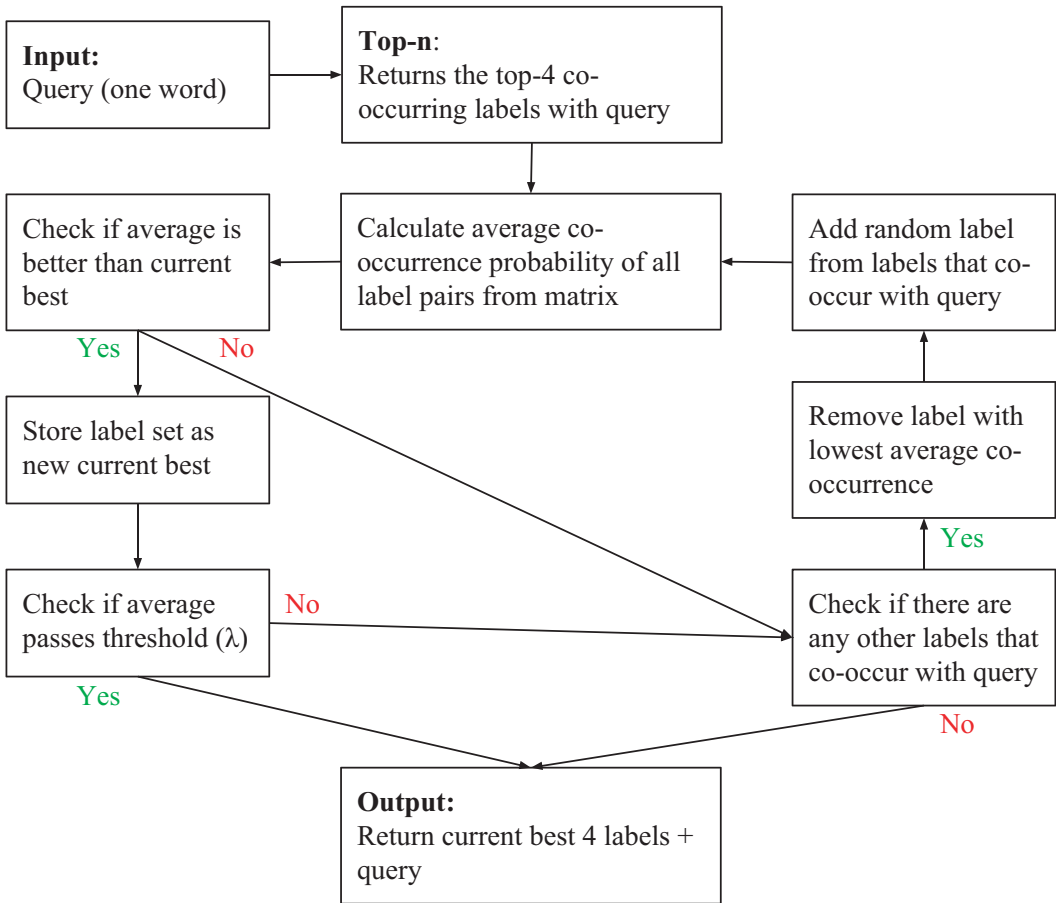 Input:
Query (one word)
Top-n:
Returns the top-4 co-
occurring labels with query
Check if average is
better than current
best
Calculate average co-
occurrence probability of all
label pairs from matrix
Add random label
from labels that co-
occur with query
Yes
No
Store label set as
new current best
Remove label with
lowest average co-
occurrence
Yes
Check if average
passes threshold (λ)
No
Check if there are
any other labels that
co-occur with query
Yes
No
Output:
Return current best 4 labels +
query